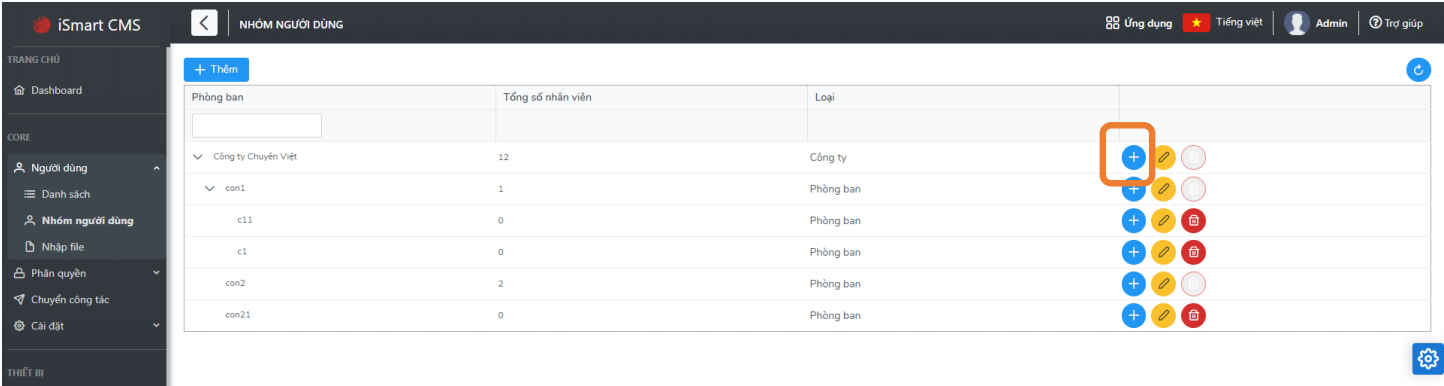 iSmart CMS
NHÓM NGƯỜI DÙNG
Ứng dụng
Tiếng việt
Admin
Trợ giúp
TRANG CHỦ
Dashboard
CORE
Người dùng
Danh sách
Nhóm người dùng
Nhập file
Phân quyền
Chuyển công tác
Cài đặt
THIẾT BỊ
+ Thêm
Phòng ban Tổng số nhân viên Loại
Công ty Chuyên Việt 12 Công ty
con1 1 Phòng ban
c11 0 Phòng ban
c1 0 Phòng ban
con2 2 Phòng ban
con21 0 Phòng ban